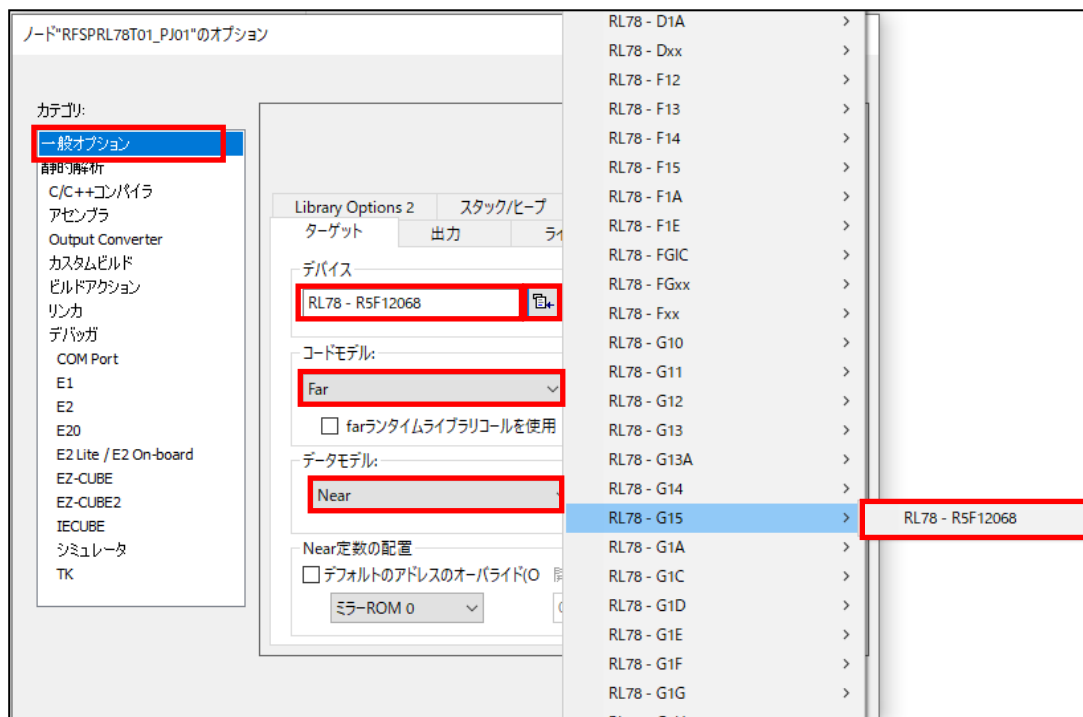 ノード"RFSPRL78T01_PJ01"のオプション
カテゴリ:
一般オプション
静的解析
C/C++コンパイラ
アセンブラ
Output Converter
カスタムビルド
ビルドアクション
リンカ
デバッガ
COM Port
E1
E2
E20
E2 Lite / E2 On-board
EZ-CUBE
EZ-CUBE2
IECUBE
シミュレータ
TK
Library Options 2
スタック/ヒープ
ターゲット
出力
デバイス
RL78 - R5F12068
コードモデル:
Far
farランタイムライブラリコールを使用
データモデル:
Near
Near定数の配置
デフォルトのアドレスのオーバライド(O
ミラーROM 0
RL78 - D1A
RL78 - Dxx
RL78 - F12
RL78 - F13
RL78 - F14
RL78 - F15
RL78 - F1A
RL78 - F1E
RL78 - FGIC
RL78 - FGxx
RL78 - Fxx
RL78 - G10
RL78 - G11
RL78 - G12
RL78 - G13
RL78 - G13A
RL78 - G14
RL78 - G15
RL78 - R5F12068
RL78 - G1A
RL78 - G1C
RL78 - G1D
RL78 - G1E
RL78 - G1F
RL78 - G1G